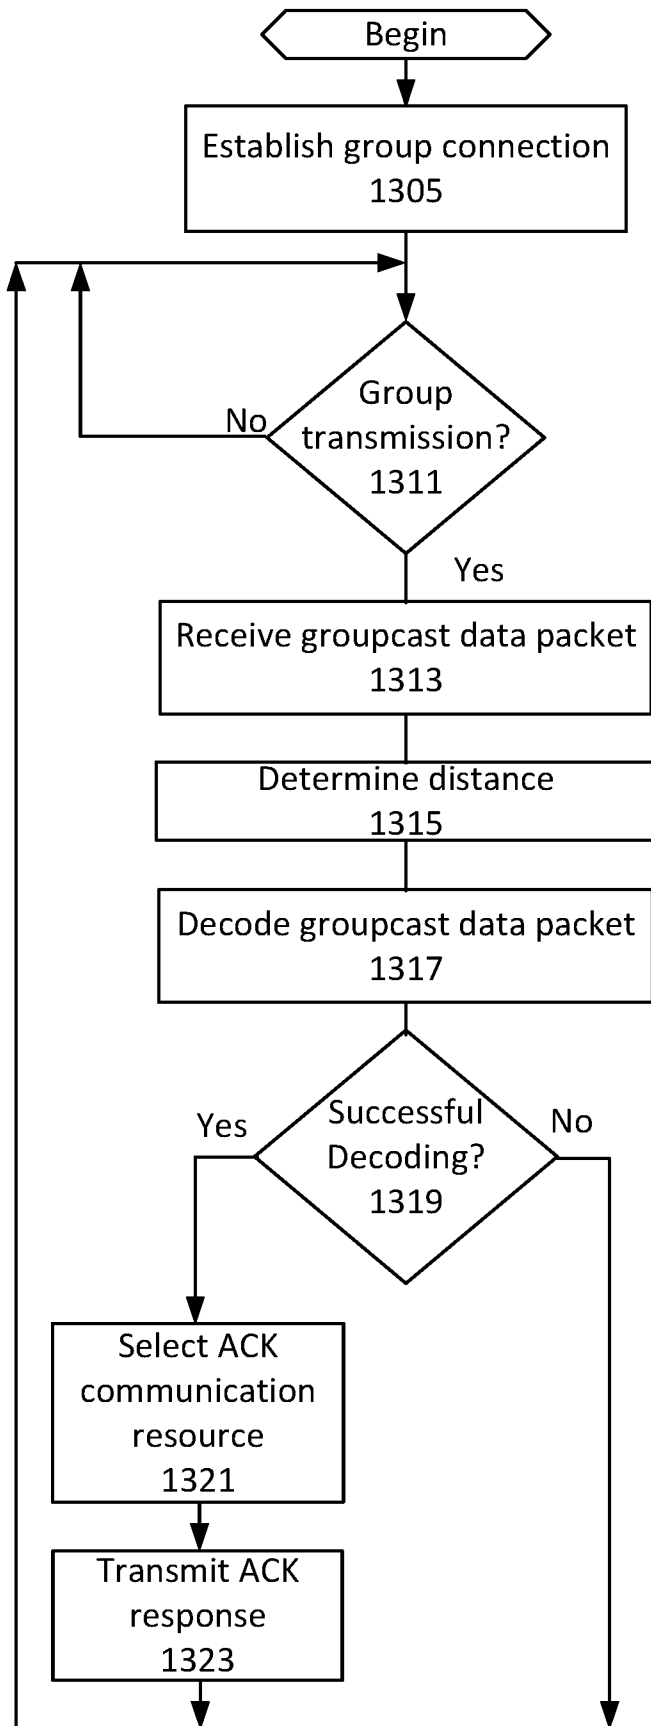 Begin
Establish group connection
1305
Group
transmission?
1311
No
Yes
Receive groupcast data packet
1313
Determine distance
1315
Decode groupcast data packet
1317
Successful
Decoding?
1319
Yes
No
Select ACK
communication
resource
1321
Transmit ACK
response
1323